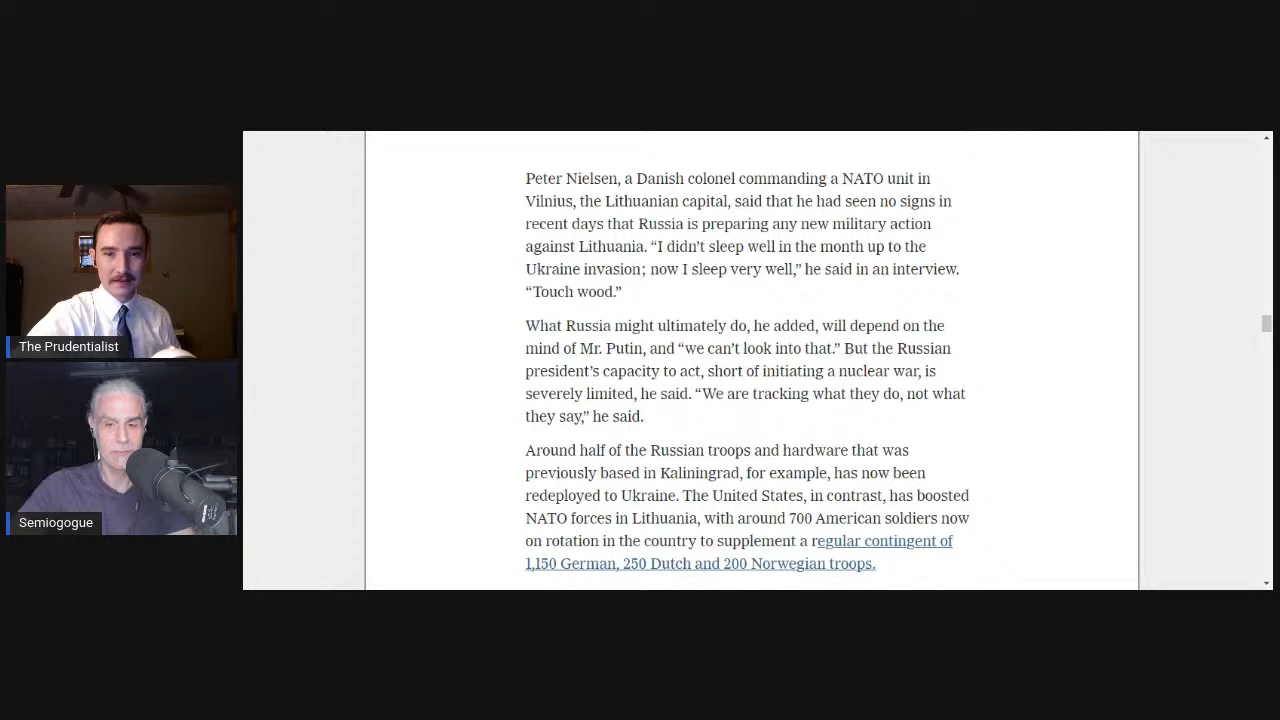 The Prudentialist
Semiogogue
Peter Nielsen, a Danish colonel commanding a NATO unit in
Vilnius, the Lithuanian capital, said that he had seen no signs in
recent days that Russia is preparing any new military action
against Lithuania. “I didn’t sleep well in the month up to the
Ukraine invasion; now I sleep very well,” he said in an interview.
“Touch wood.”
What Russia might ultimately do, he added, will depend on the
mind of Mr. Putin, and “we can’t look into that.” But the Russian
president’s capacity to act, short of initiating a nuclear war, is
severely limited, he said. “We are tracking what they do, not what
they say,” he said.
Around half of the Russian troops and hardware that was
previously based in Kaliningrad, for example, has now been
redeployed to Ukraine. The United States, in contrast, has boosted
NATO forces in Lithuania, with around 700 American soldiers now
on rotation in the country to supplement a regular contingent of
1,150 German, 250 Dutch and 200 Norwegian troops.